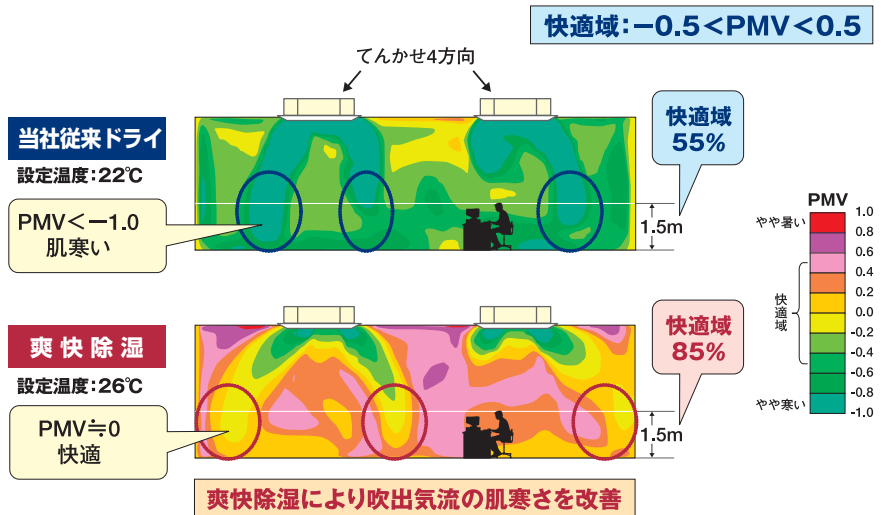 快適域:−0.5<PMV<0.5
てんかせ4方向
当社従来ドライ
設定温度:22℃
PMV<−1.0
肌寒い
快適域
55%
1.5m
爽快除湿
設定温度:26℃
PMV≒0
快適
快適域
85%
1.5m
PMV
やや暑い
快適域
やや寒い
1.0
0.8
0.6
0.4
0.2
0.0
-0.2
-0.4
-0.6
-0.8
-1.0
爽快除湿により吹出気流の肌寒さを改善